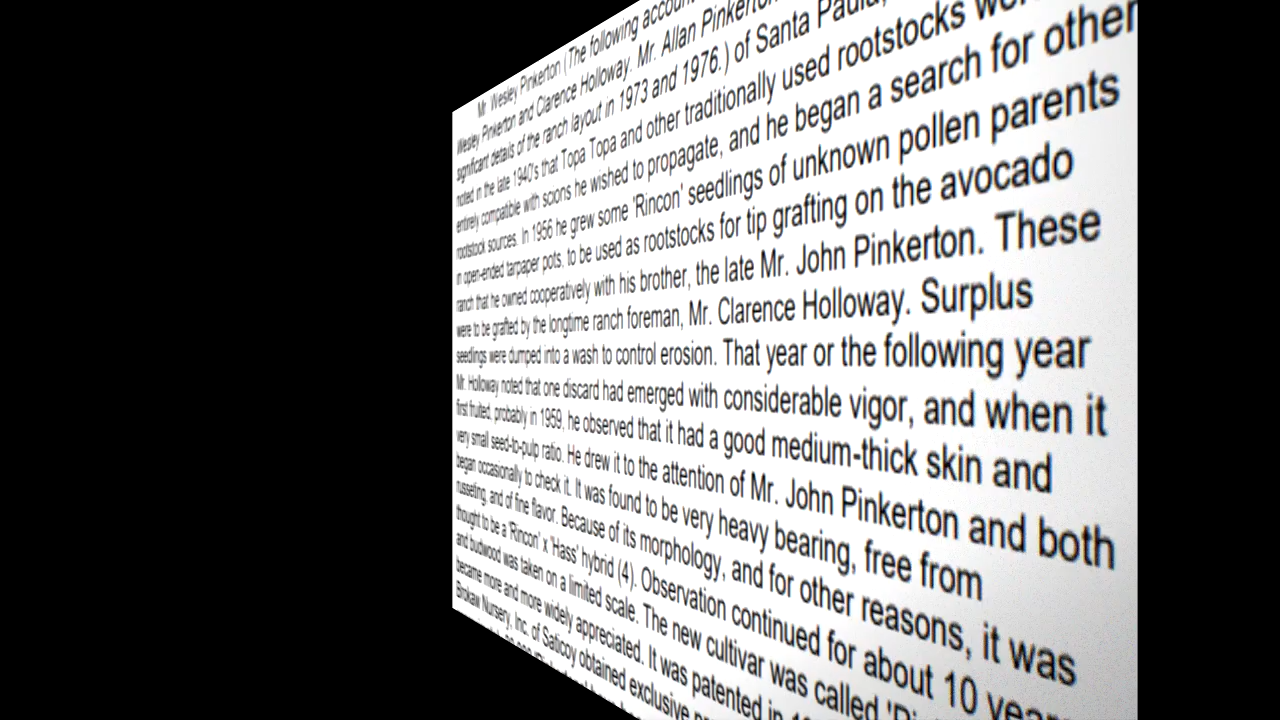 Mr. Wesley Pinkerton (The following account
Wesley Pinkerton and Clarence Holloway. Mr. Allan Pinkerton
significant details of the ranch layout in 1973 and 1976.) of Santa Paula,
noted in the late 1940's that Topa Topa and other traditionally used rootstocks
entirely compatible with scions he wished to propagate, and he began a search for other
rootstock sources. In 1956 he grew some 'Rincon' seedlings of unknown pollen parents
in open-ended tarpaper pots, to be used as rootstocks for tip grafting on the avocado
ranch that he owned cooperatively with his brother, the late Mr. John Pinkerton. These
were to be grafted by the longtime ranch foreman, Mr. Clarence Holloway. Surplus
seedlings were dumped into a wash to control erosion. That year or the following year
Mr. Holloway noted that one discard had emerged with considerable vigor, and when it
first fruited, probably in 1959, he observed that it had a good medium-thick skin and
very small seed-to-pulp ratio. He drew it to the attention of Mr. John Pinkerton and both
began occasionally to check it. It was found to be very heavy bearing, free from
russeting, and of fine flavor. Because of its morphology, and for other reasons, it was
thought to be a 'Rincon' x 'Hass' hybrid (4). Observation continued for about 10 years
and budwood was taken on a limited scale. The new cultivar was called
became more and more widely appreciated. It was patented in
Brokaw Nursery, Inc. of Saticoy obtained exclusive